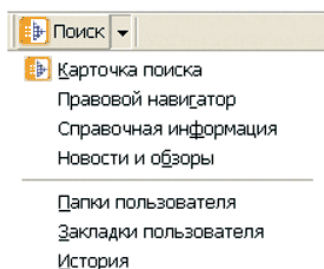 Поиск
Карточка поиска
Правовой навигатор
Справочная информация
Новости и обзоры
Папки пользователя
Закладки пользователя
История